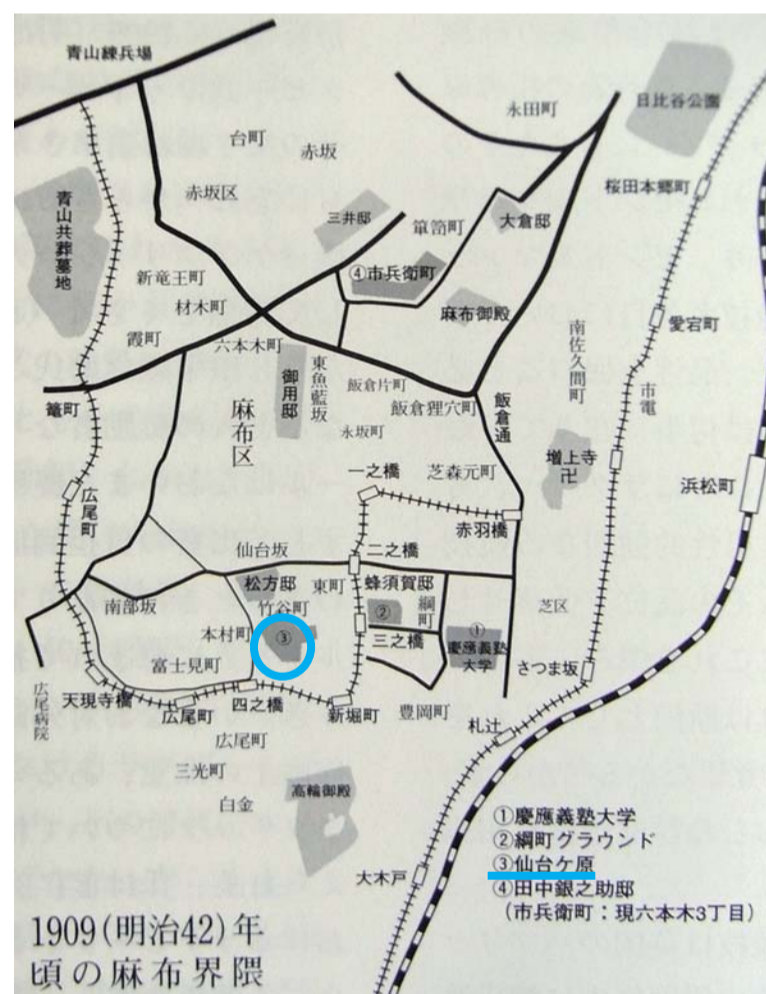 青山練兵場
永田町
日比谷公園
台町
赤坂
桜田本郷町
赤坂区
青山共葬墓地
三井邸
箪笥町
大倉邸
④市兵衛町
新竜王町
材木町
麻布御殿
愛宕町
霞町
六本木町
南佐久間町
御用邸
東魚藍坂
飯倉片町
市電
篭町
麻布区
飯倉狸穴町
飯倉通
永坂町
増上寺
卍
一之橋
芝森元町
浜松町
広尾町
赤羽橋
仙台坂
二之橋
松方邸
東町
蜂須賀邸
南部坂
竹谷町
②
綱町
芝区
本村町
③
三之橋
①
慶應義塾
大学
富士見町
さつま坂
広尾病院
天現寺橋
広尾町
四之橋
新堀町
豊岡町
札辻
広尾町
三光町
白金
高輪御殿
大木戸
①慶應義塾大学
②綱町グラウンド
③仙台ケ原
④田中銀之助邸
(市兵衛町：現六本木3丁目)
1909(明治42)年
頃の麻布界隈